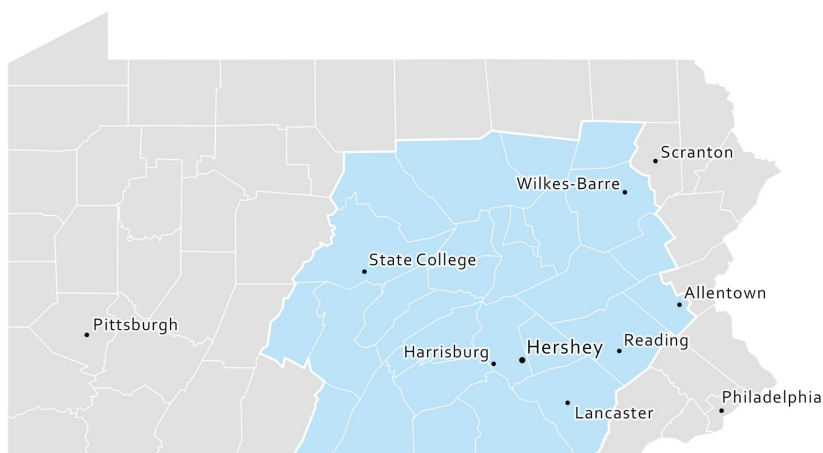 Scranton
Wilkes-Barre
State College
Allentown
Pittsburgh
Hershey
Reading
Harrisburg
Philadelphia
Lancaster